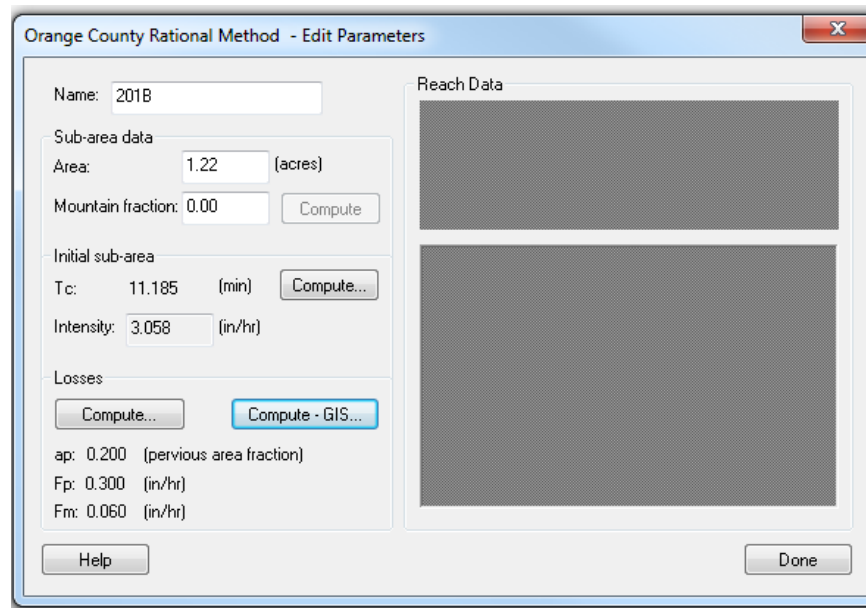 Orange County Rational Method - Edit Parameters
Name: 201B
Sub-area data
Area: 1.22 (acres)
Mountain fraction: 0.00 Compute
Initial sub-area
Tc: 11.185 (min) Compute...
Intensity: 3.058 (in/hr)
Losses
Compute... Compute - GIS...
ap: 0.200 (pervious area fraction)
Fp: 0.300 (in/hr)
Fm: 0.060 (in/hr)
Help
Reach Data
Done